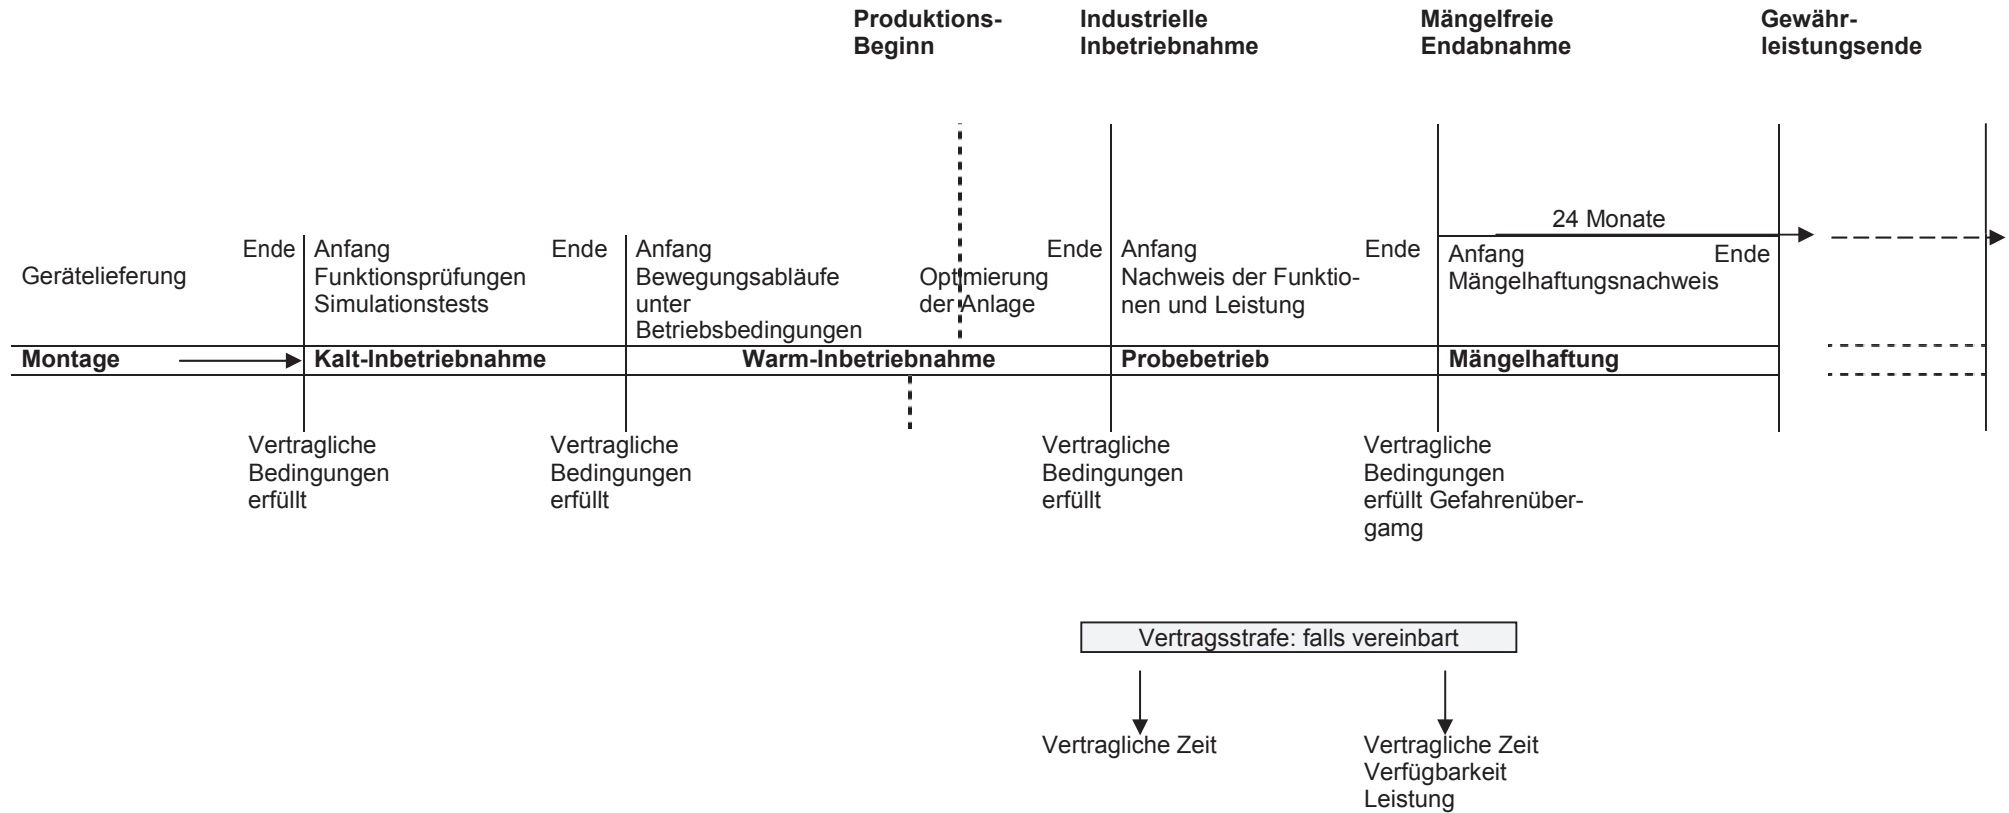 Produktions-
Beginn
Industrielle
Inbetriebnahme
Mängelfreie
Endabnahme
Gewähr-
leistungsende
24 Monate
Gerätelieferung
Ende
Anfang
Funktionsprüfungen
Simulationstests
Ende
Anfang
Bewegungsabläufe
unter
Betriebsbedingungen
Optimierung
der Anlage
Ende
Anfang
Nachweis der Funktio-
nen und Leistung
Ende
Anfang
Mängelhaftungsnachweis
Ende
Montage
Kalt-Inbetriebnahme
Warm-Inbetriebnahme
Probebetrieb
Mängelhaftung
Vertragliche
Bedingungen
erfüllt
Vertragliche
Bedingungen
erfüllt
Vertragliche
Bedingungen
erfüllt
Vertragliche
Bedingungen
erfüllt Gefahrenüber-
gamg
Vertragsstrafe: falls vereinbart
Vertragliche Zeit
Vertragliche Zeit
Verfügbarkeit
Leistung